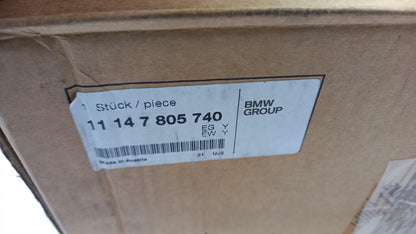 1 Stück / piece
11 14 7 805 740
EG Y
EW Y
Made in Austria
BMW
GROUP